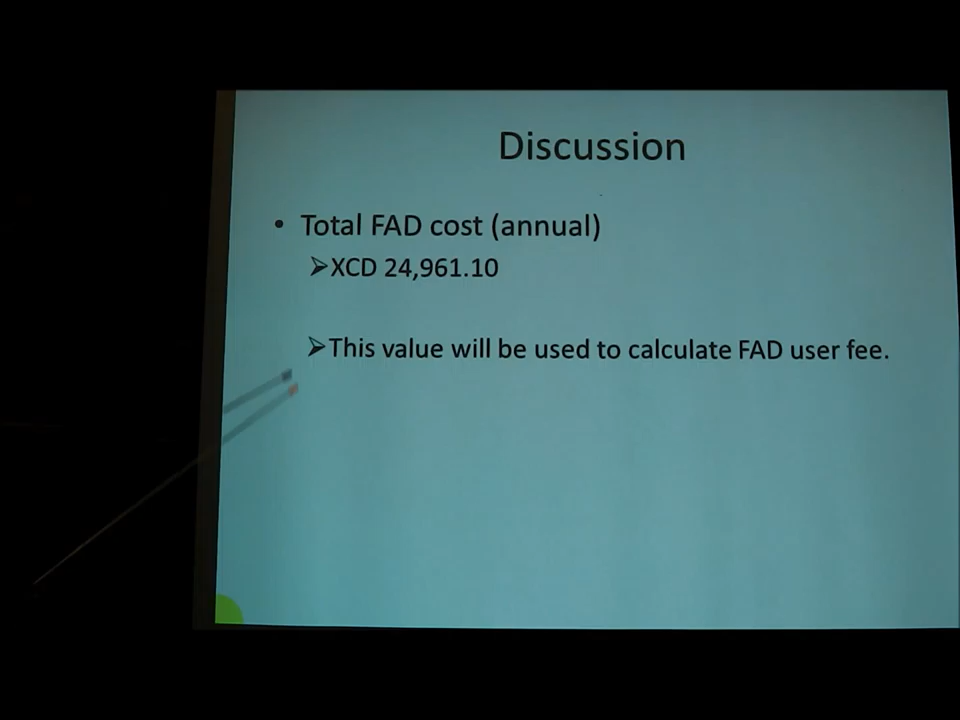 Discussion
• Total FAD cost (annual)
➢XCD 24,961.10
➢This value will be used to calculate FAD user fee.